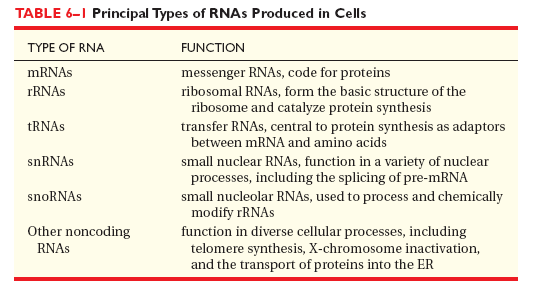 TABLE 6–1 Principal Types of RNAs Produced in Cells
TYPE OF RNA FUNCTION
mRNAs messenger RNAs, code for proteins
rRNAs ribosomal RNAs, form the basic structure of the
ribosome and catalyze protein synthesis
tRNAs transfer RNAs, central to protein synthesis as adaptors
between mRNA and amino acids
snRNAs small nuclear RNAs, function in a variety of nuclear
processes, including the splicing of pre-mRNA
snoRNAs small nucleolar RNAs, used to process and chemically
modify rRNAs
Other noncoding function in diverse cellular processes, including
RNAs telomere synthesis, X-chromosome inactivation,
and the transport of proteins into the ER